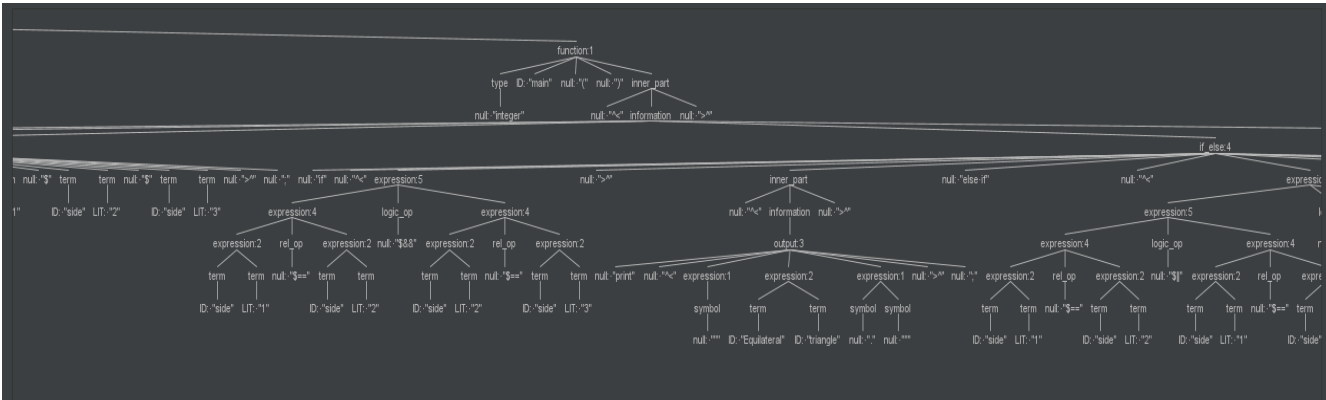 function:1
type ID:·"main" null:·"(" null:·")" inner_part
null:·"integer" null:·"^<" information null:·">^"
if_else:4
null:·"$" term null:·"$" term term null:·">^" null:·";" "if" null:·"^<" expression:5 null:·">^" inner_part "else·if" null:·"^<"
1" ID:·"side" LIT:·"2" ID:·"side" LIT:·"3" expression:4 logic_op expression:4 null:·"^<" information null:·">^" expression:5
expression:2 rel_op expression:2 null:·"$&&" expression:2 rel_op expression:2 output:3 expression:4 logic_op expression:4
term term null:·"$==" term term term term null:·"$==" term term null:·"print" null:·"^<" expression:1 expression:2 expression:1 null:·">^" null:·";" expression:2 rel_op expression:2 null:·"$||" expression:2 rel_op
ID:·"side" LIT:·"1" ID:·"side" LIT:·"2" ID:·"side" LIT:·"2" ID:·"side" LIT:·"3" symbol term term symbol symbol term term null:·"$==" term term term term null:·"$==" term
null:·""" ID:·"Equilateral" ID:·"triangle" null:·"." null:·""" ID:·"side" LIT:·"1" ID:·"side" LIT:·"2" ID:·"side" LIT:·"1" ID:·"side"